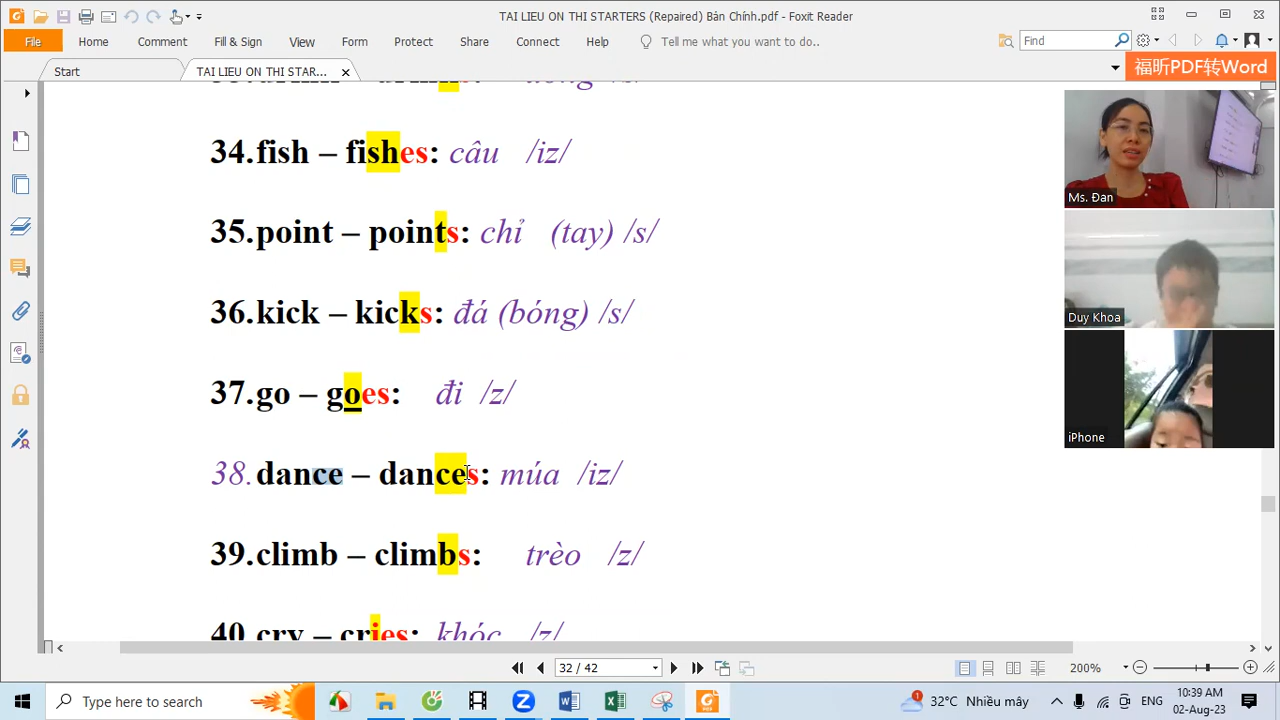 TAI LIEU ON THI STARTERS (Repaired) Bản Chính.pdf - Foxit Reader
File Home Comment Fill & Sign View Form Protect Share Connect Help Tell me what you want to do.. Find
Start TAI LIEU ON THI STAR... 福昕PDF转Word
34. fish – fishes: câu /iz/
35. point – points: chỉ (tay) /s/
36. kick – kicks: đá (bóng) /s/
37. go – goes: đi /z/
38. dance – dances: múa /iz/
39. climb – climbs: trèo /z/
40. cry – cries: khóc /z/
Ms. Đan
Duy Khoa
iPhone
32 / 42 200%
Type here to search 32°C Nhiều mây ENG 10:39 AM
02-Aug-23